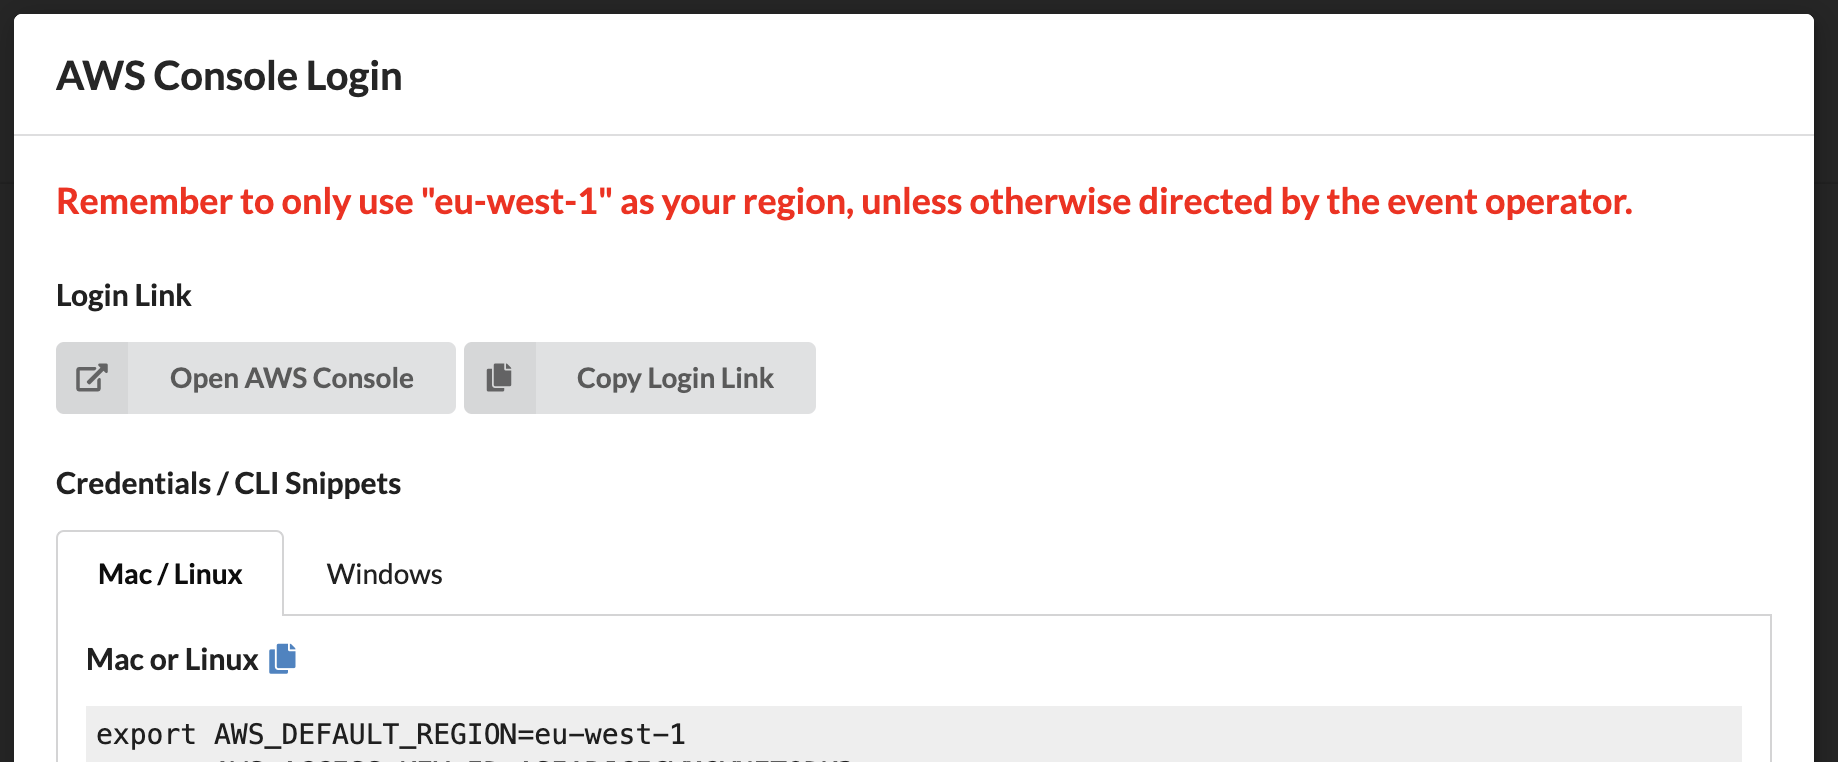 AWS Console Login
Remember to only use "eu-west-1" as your region, unless otherwise directed by the event operator.
Login Link
Open AWS Console
Copy Login Link
Credentials / CLI Snippets
Mac / Linux
Windows
Mac or Linux
export AWS_DEFAULT_REGION=eu-west-1